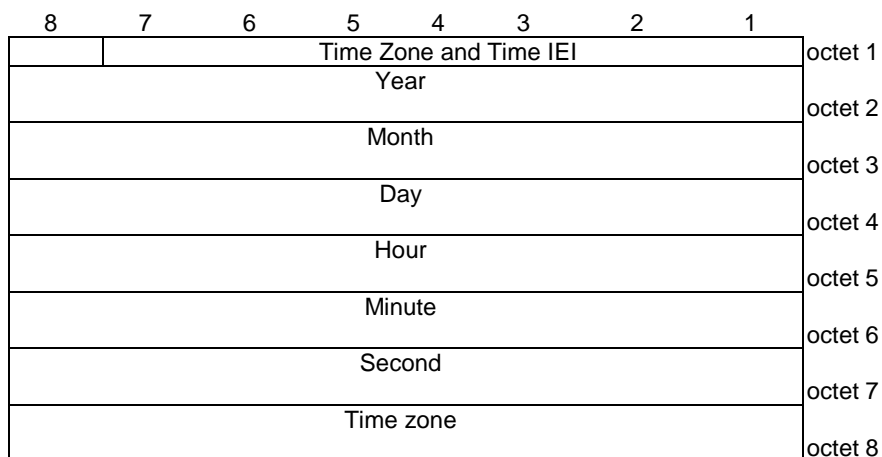 8 7 6 5 4 3 2 1
Time Zone and Time IEI octet 1
Year
octet 2
Month
octet 3
Day
octet 4
Hour
octet 5
Minute
octet 6
Second
octet 7
Time zone
octet 8